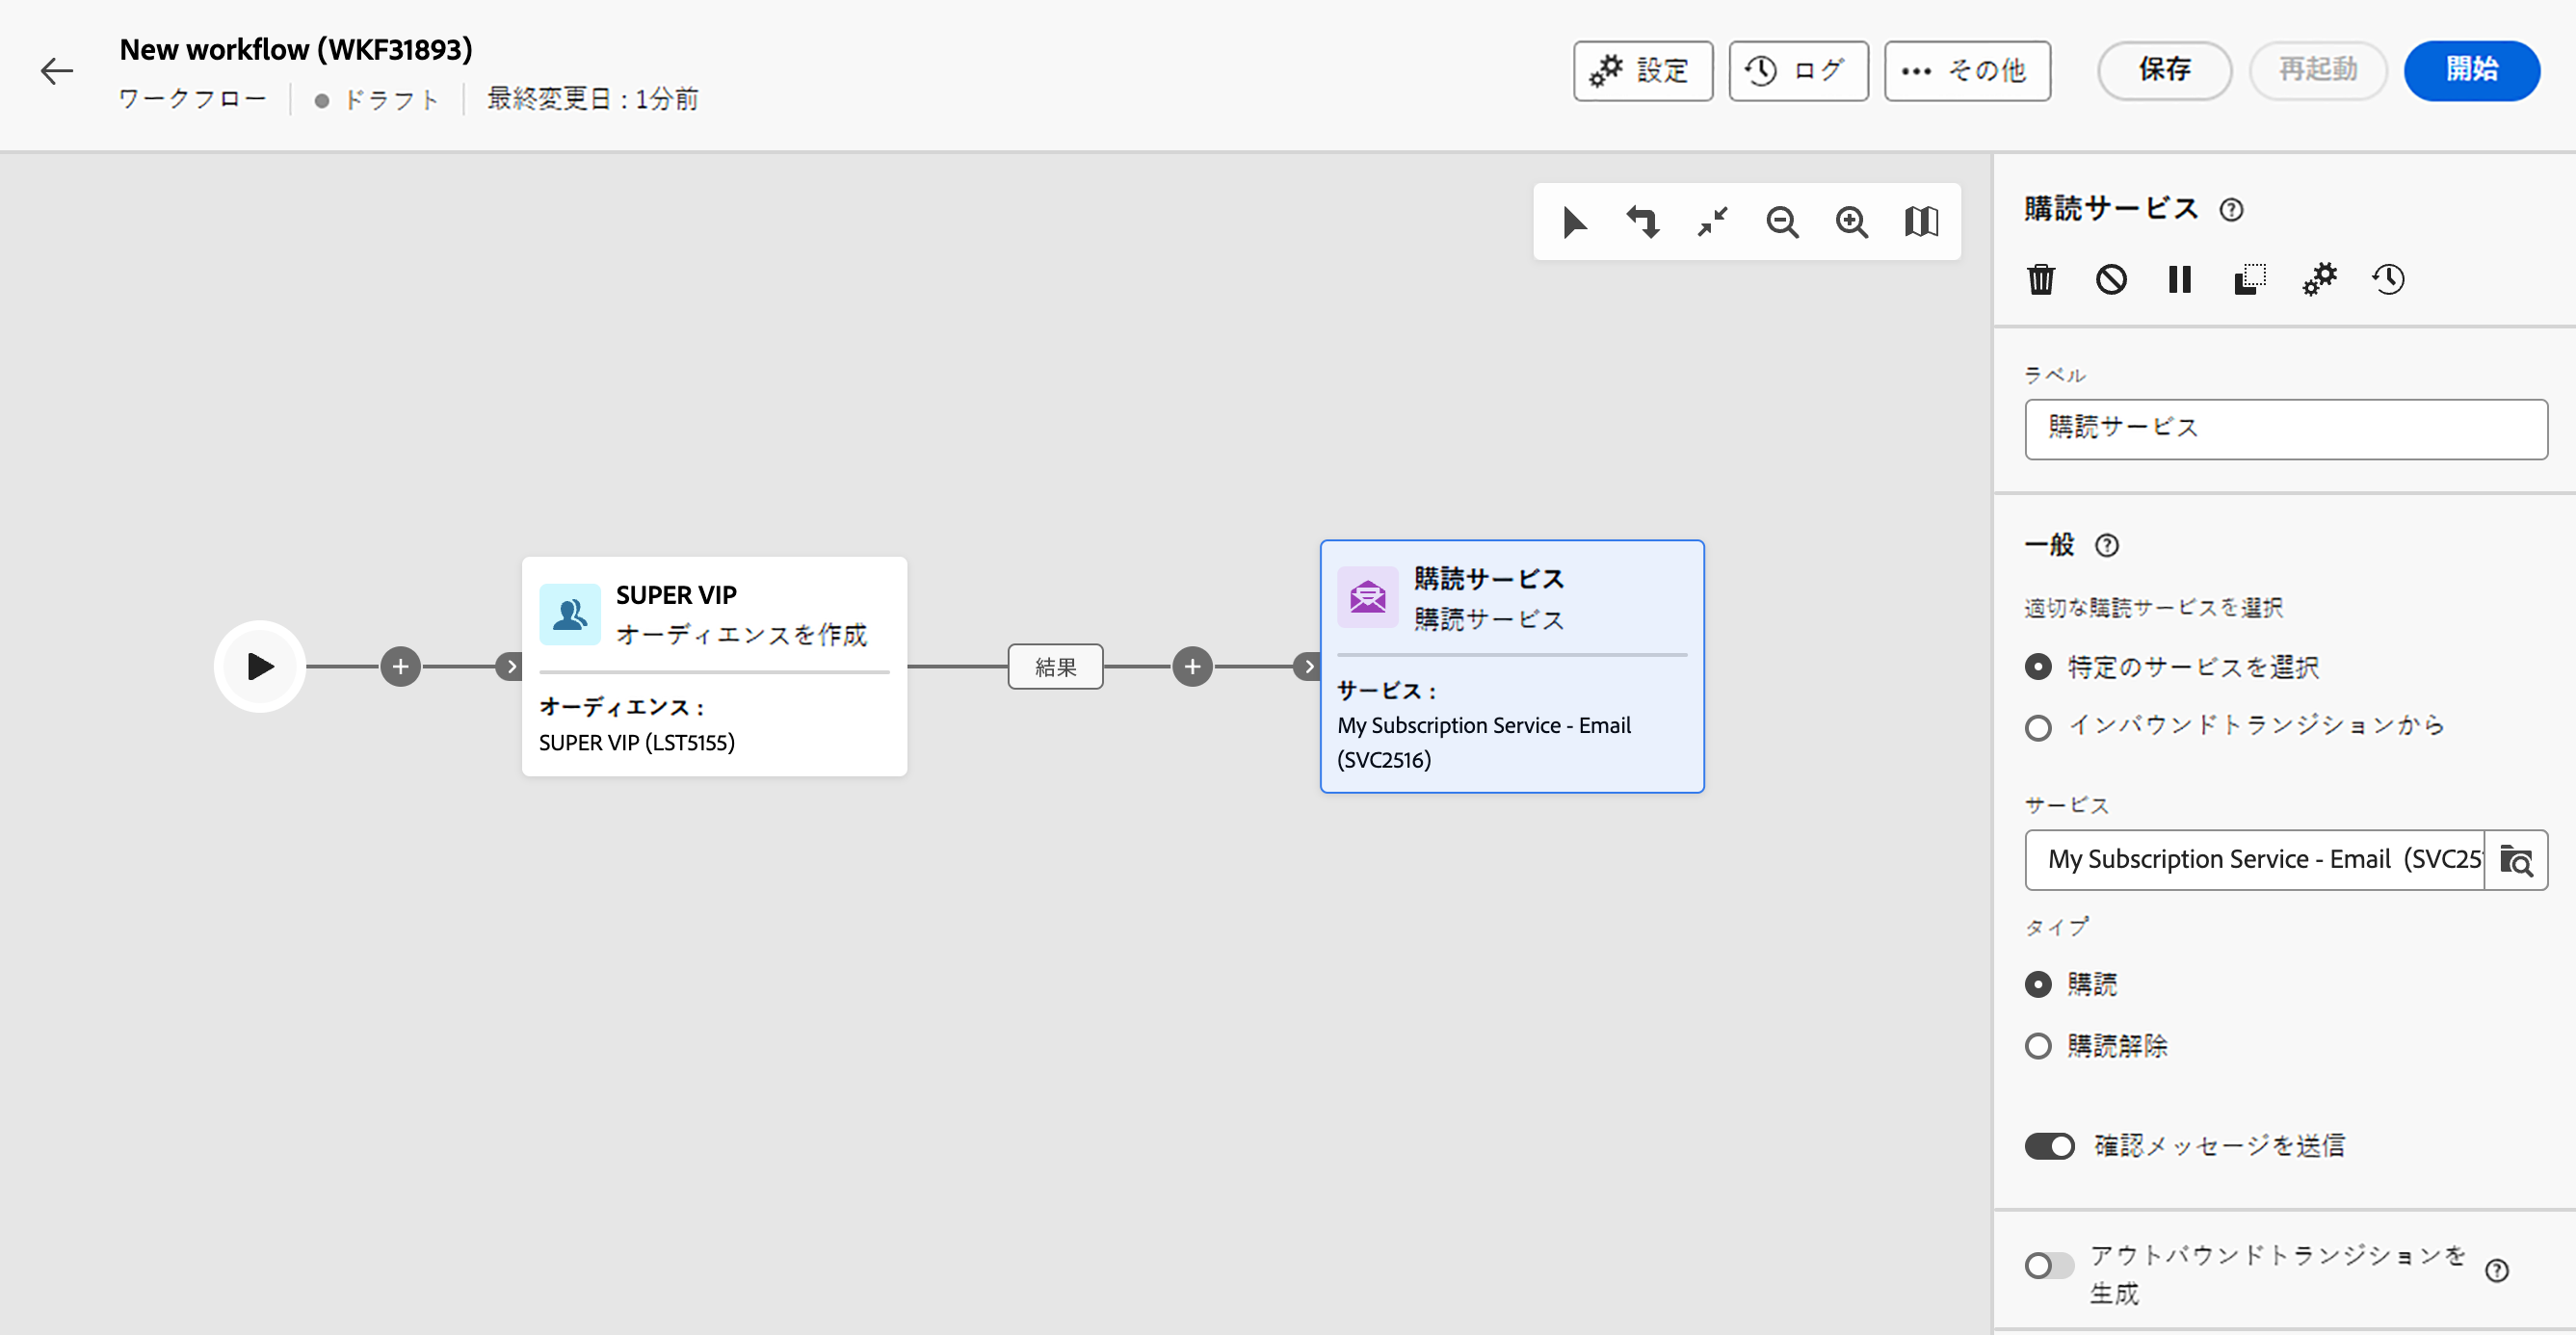 New workflow (WKF31893)
ワークフロー ドラフト 最終変更日 : 1分前
設定
ログ
その他
保存
再起動
開始
SUPER VIP
オーディエンスを作成
オーディエンス :
SUPER VIP (LST5155)
結果
購読サービス
購読サービス
サービス :
My Subscription Service - Email
(SVC2516)
購読サービス
ラベル
購読サービス
一般
適切な購読サービスを選択
特定のサービスを選択
インバウンドトランジションから
サービス
My Subscription Service - Email (SVC25
タイプ
購読
購読解除
確認メッセージを送信
アウトバウンドトランジションを
生成